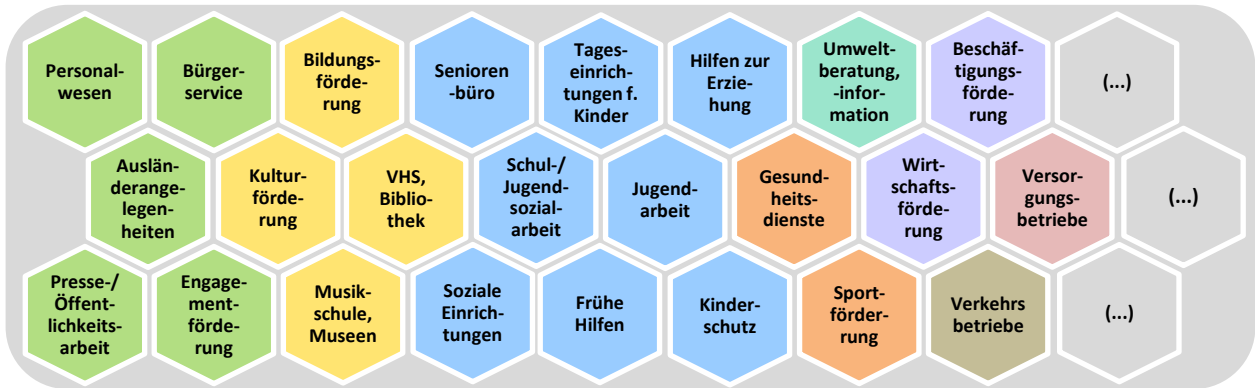 Personal-
wesen
Bürger-
service
Bildungs-
förde-
rung
Senioren
-büro
Tages-
einrich-
tungen f.
Kinder
Hilfen zur
Erzie-
hung
Umwelt-
beratung,
-infor-
mation
Beschäf-
tigungs-
förde-
rung
(...)
Auslän-
derange-
legen-
heiten
Kultur-
förde-
rung
VHS,
Biblio-
thek
Schul-/
Jugend-
sozial-
arbeit
Jugend-
arbeit
Gesund-
heits-
dienste
Wirt-
schafts-
förde-
rung
Versor-
gungs-
betriebe
(...)
Presse-/
Öffent-
lichkeits-
arbeit
Engage-
ment-
förde-
rung
Musik-
schule,
Museen
Soziale
Einrich-
tungen
Frühe
Hilfen
Kinder-
schutz
Sport-
förder-
rung
Verkehrs
betriebe
(...)